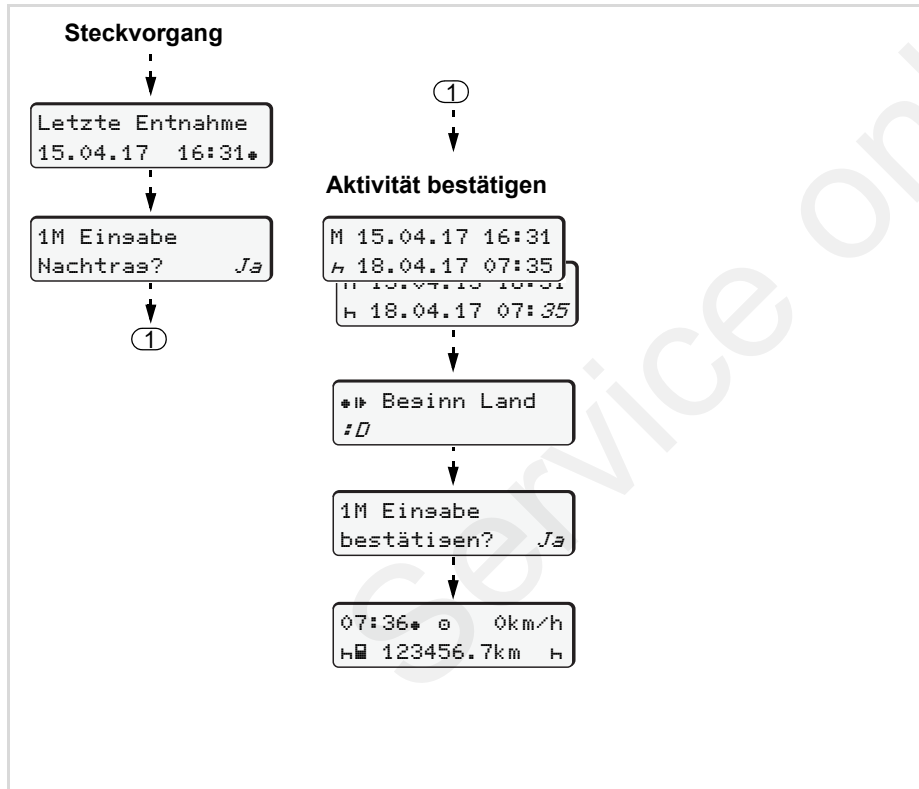 Steckvorgang
Letzte Entnahme
15.04.17 16:31
1M Eingabe
Nachtrag? Ja
1
1
Aktivität bestätigen
M 15.04.17 16:31
18.04.17 07:35
18.04.17 07:35
Beginn Land
:D
1M Eingabe
bestätigen? Ja
07:36 0km/h
123456.7km
Service